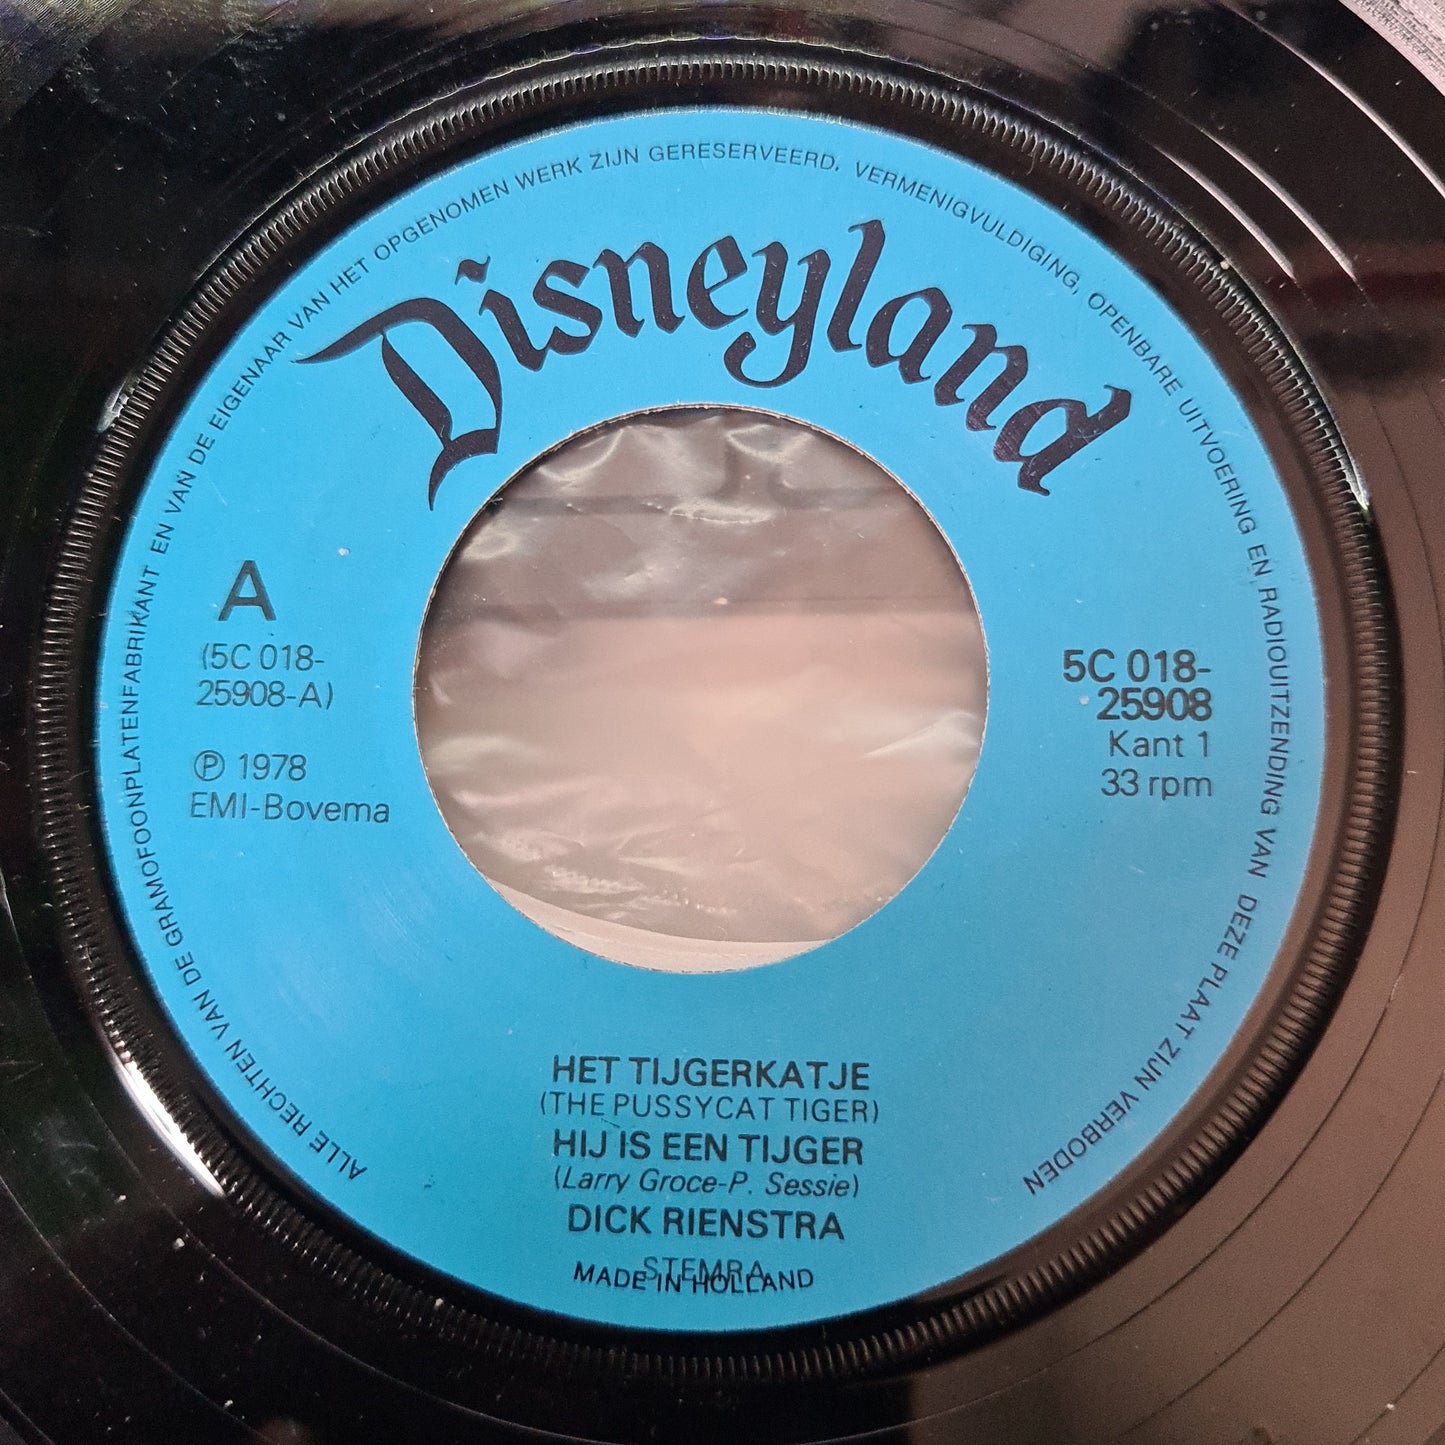 ALLE RECHTEN VAN DE GRAMOFOONPLATENFABRIKANT EN VAN DE EIGENAAR VAN HET OPGENOMEN WERK ZIJN GERESERVEERD. VERMENIGVULDIGING, OPENBARE UITVOERING EN RADIOUITZENDING VAN DEZE PLAAT ZIJN VERBODEN
Disneyland
A
(5C 018-
25908-A)
℗ 1978
EMI-Bovema
5C 018-
25908
Kant 1
33 rpm
HET TIJGERKATJE
(THE PUSSYCAT TIGER)
HIJ IS EEN TIJGER
(Larry Groce-P. Sessie)
DICK RIENSTRA
STEMRA
MADE IN HOLLAND